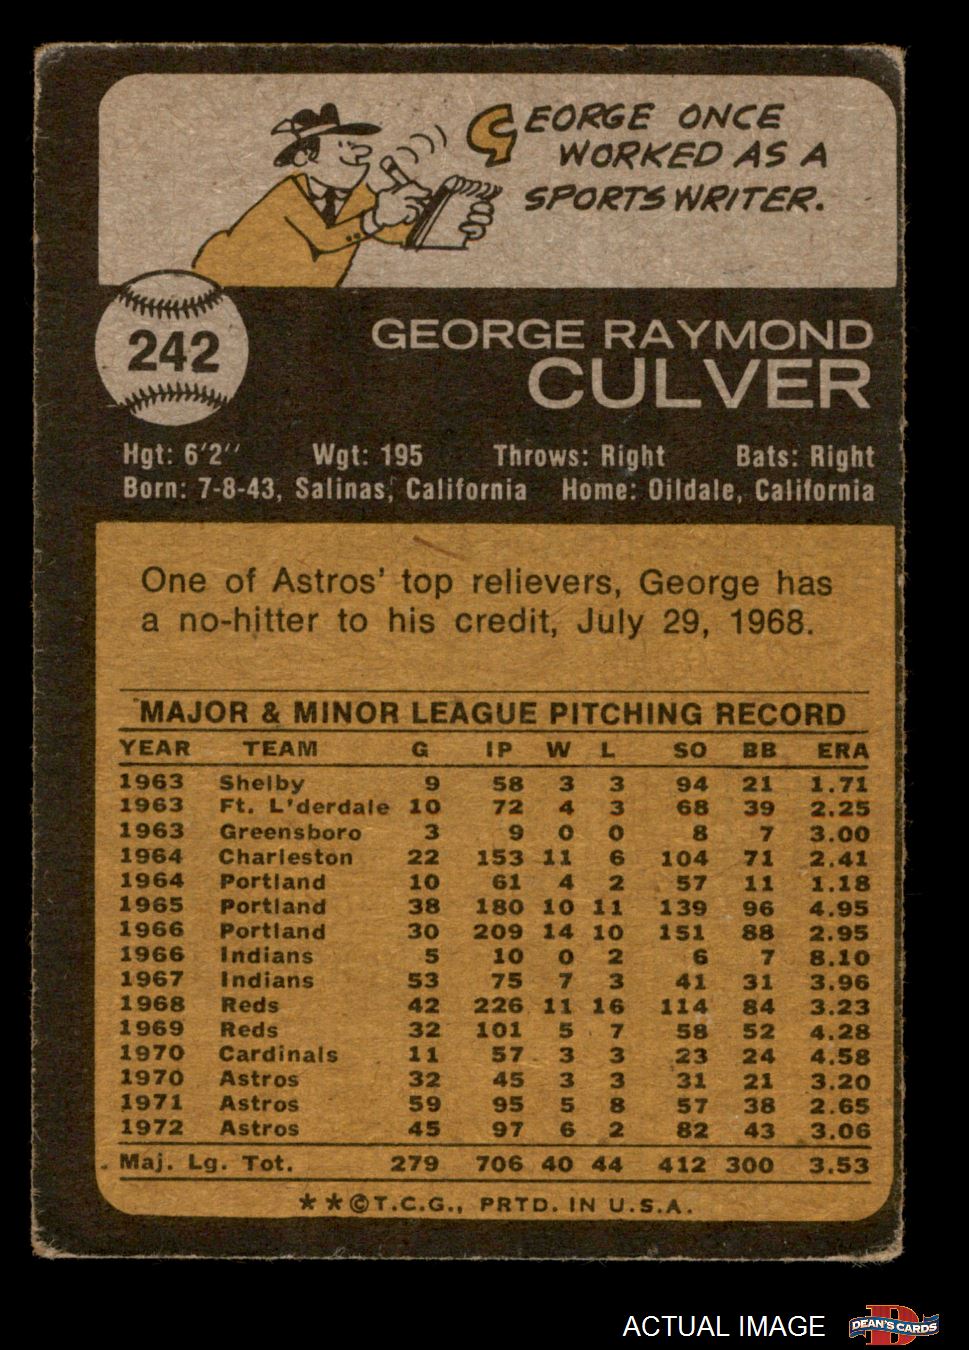 GEORGE ONCE
WORKED AS A
SPORTS WRITER.
242
GEORGE RAYMOND
CULVER
Hgt: 6'2'' Wgt: 195 Throws: Right Bats: Right
Born: 7-8-43, Salinas, California Home: Oildale, California
One of Astros' top relievers, George has
a no-hitter to his credit, July 29, 1968.
MAJOR & MINOR LEAGUE PITCHING RECORD
YEAR TEAM G IP W L SO BB ERA
1963 Shelby 9 58 3 3 94 21 1.71
1963 Ft. L'derdale 10 72 4 3 68 39 2.25
1963 Greensboro 3 9 0 0 8 7 3.00
1964 Charleston 22 153 11 6 104 71 2.41
1964 Portland 10 61 4 2 57 11 1.18
1965 Portland 38 180 10 11 139 96 4.95
1966 Portland 30 209 14 10 151 88 2.95
1966 Indians 5 10 0 2 6 7 8.10
1967 Indians 53 75 7 3 41 31 3.96
1968 Reds 42 226 11 16 114 84 3.23
1969 Reds 32 101 5 7 58 52 4.28
1970 Cardinals 11 57 3 3 23 24 4.58
1970 Astros 32 45 3 3 31 21 3.20
1971 Astros 59 95 5 8 57 38 2.65
1972 Astros 45 97 6 2 82 43 3.06
Maj. Lg. Tot. 279 706 40 44 412 300 3.53
**©T.C.G., PRTD. IN U.S.A.
ACTUAL IMAGE
D
DEAN'S CARDS